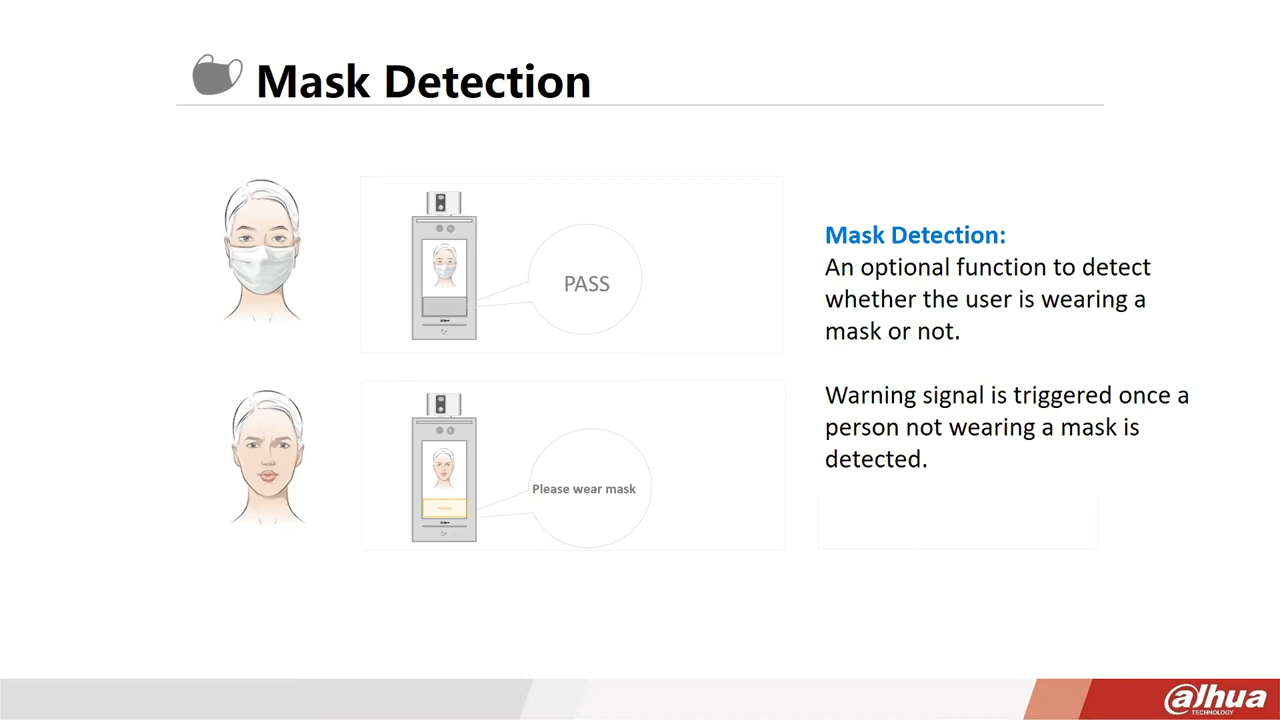 Mask Detection
PASS
Mask Detection:
An optional function to detect
whether the user is wearing a
mask or not.
Warning signal is triggered once a
person not wearing a mask is
detected.
Please wear mask
alhua
TECHNOLOGY